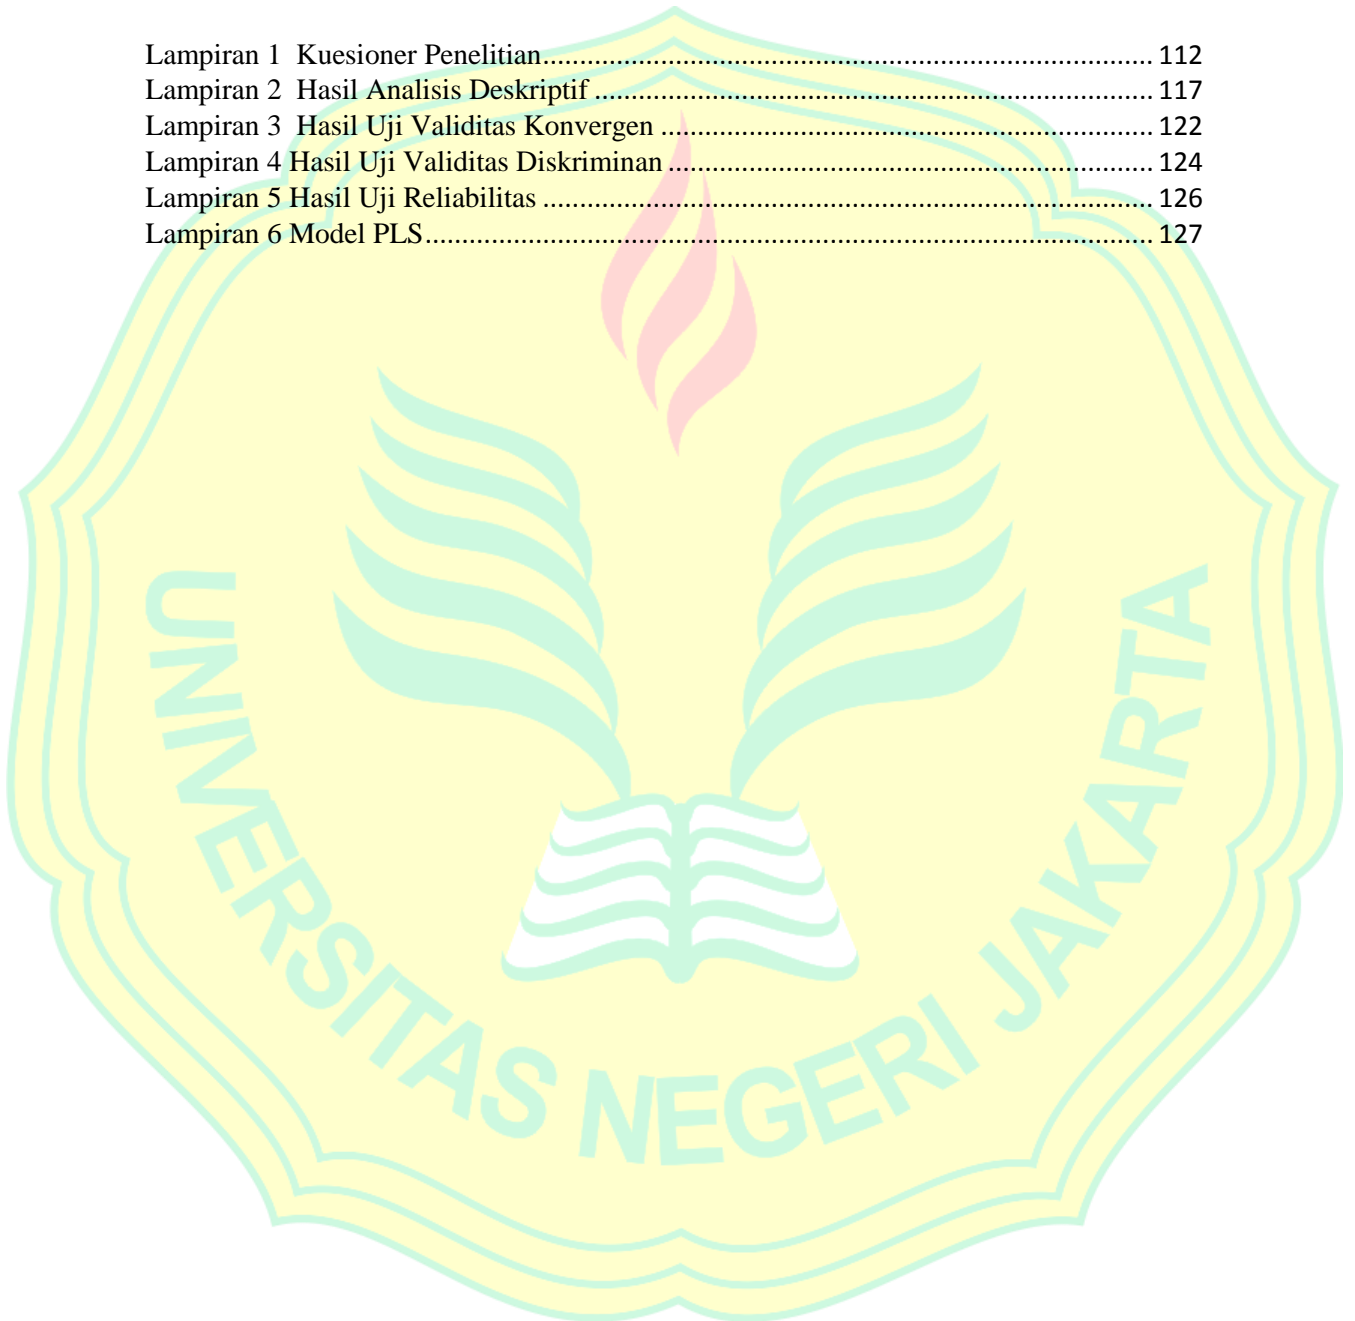 Lampiran 1  Kuesioner Penelitian.................................................................................... 112
Lampiran 2  Hasil Analisis Deskriptif ............................................................................ 117
Lampiran 3  Hasil Uji Validitas Konvergen ................................................................... 122
Lampiran 4 Hasil Uji Validitas Diskriminan .................................................................. 124
Lampiran 5 Hasil Uji Reliabilitas ................................................................................... 126
Lampiran 6 Model PLS................................................................................................... 127
UNIVERSITAS NEGERI JAKARTA